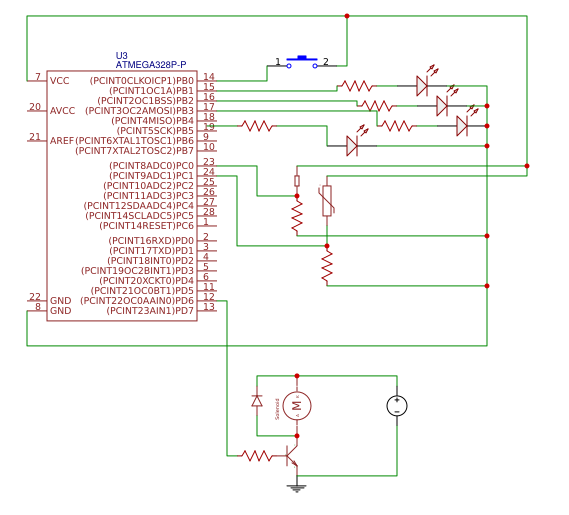 U3
ATMEGA328P-P
7 VCC (PCINT0CLKOICP1)PB0 14
(PCINT1OC1A)PB1 15
(PCINT2OC1BSS)PB2 16
20 AVCC (PCINT3OC2AMOSI)PB3 17
(PCINT4MISO)PB4 18
(PCINT5SCK)PB5 19
21 AREF (PCINT6XTAL1TOSC1)PB6 9
(PCINT7XTAL2TOSC2)PB7 10
(PCINT8ADC0)PC0 23
(PCINT9ADC1)PC1 24
(PCINT10ADC2)PC2 25
(PCINT11ADC3)PC3 26
(PCINT12SDAADC4)PC4 27
(PCINT14SCLADC5)PC5 28
(PCINT14RESET)PC6 1
(PCINT16RXD)PD0 2
(PCINT17TXD)PD1 3
(PCINT18INT0)PD2 4
(PCINT19OC2BINT1)PD3 5
(PCINT20XCKT0)PD4 6
(PCINT21OC0BT1)PD5 11
22 GND (PCINT22OC0AAIN0)PD6 12
8 GND (PCINT23AIN1)PD7 13
1 2
Solenoid
M
+
−